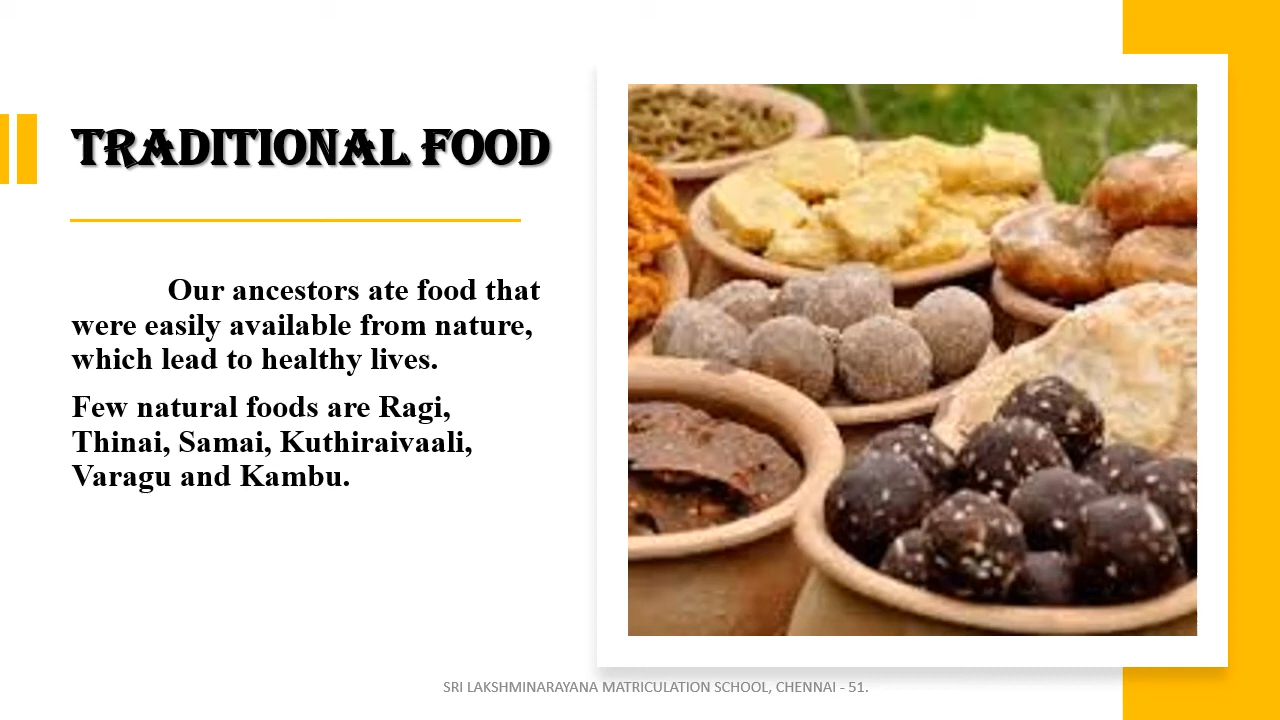 TRADITIONAL FOOD
Our ancestors ate food that
were easily available from nature,
which lead to healthy lives.
Few natural foods are Ragi,
Thinai, Samai, Kuthiraivaali,
Varagu and Kambu.
SRI LAKSHMINARAYANA MATRICULATION SCHOOL, CHENNAI - 51.